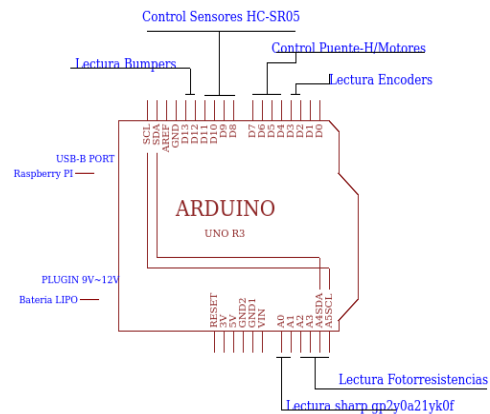 Control Sensores HC-SR05
Control Puente-H/Motores
Lectura Bumpers
Lectura Encoders
SCL
SDA
AREF
GND
D13
D12
D11
D10
D9
D8
D7
D6
D5
D4
D3
D2
D1
D0
USB-B PORT
Raspberry PI
ARDUINO
UNO R3
PLUGIN 9V~12V
Bateria LIPO
RESET
3V
5V
GND2
GND1
VIN
A0
A1
A2
A3
A4SDA
A5SCL
Lectura Fotorresistencias
Lectura sharp gp2y0a21yk0f